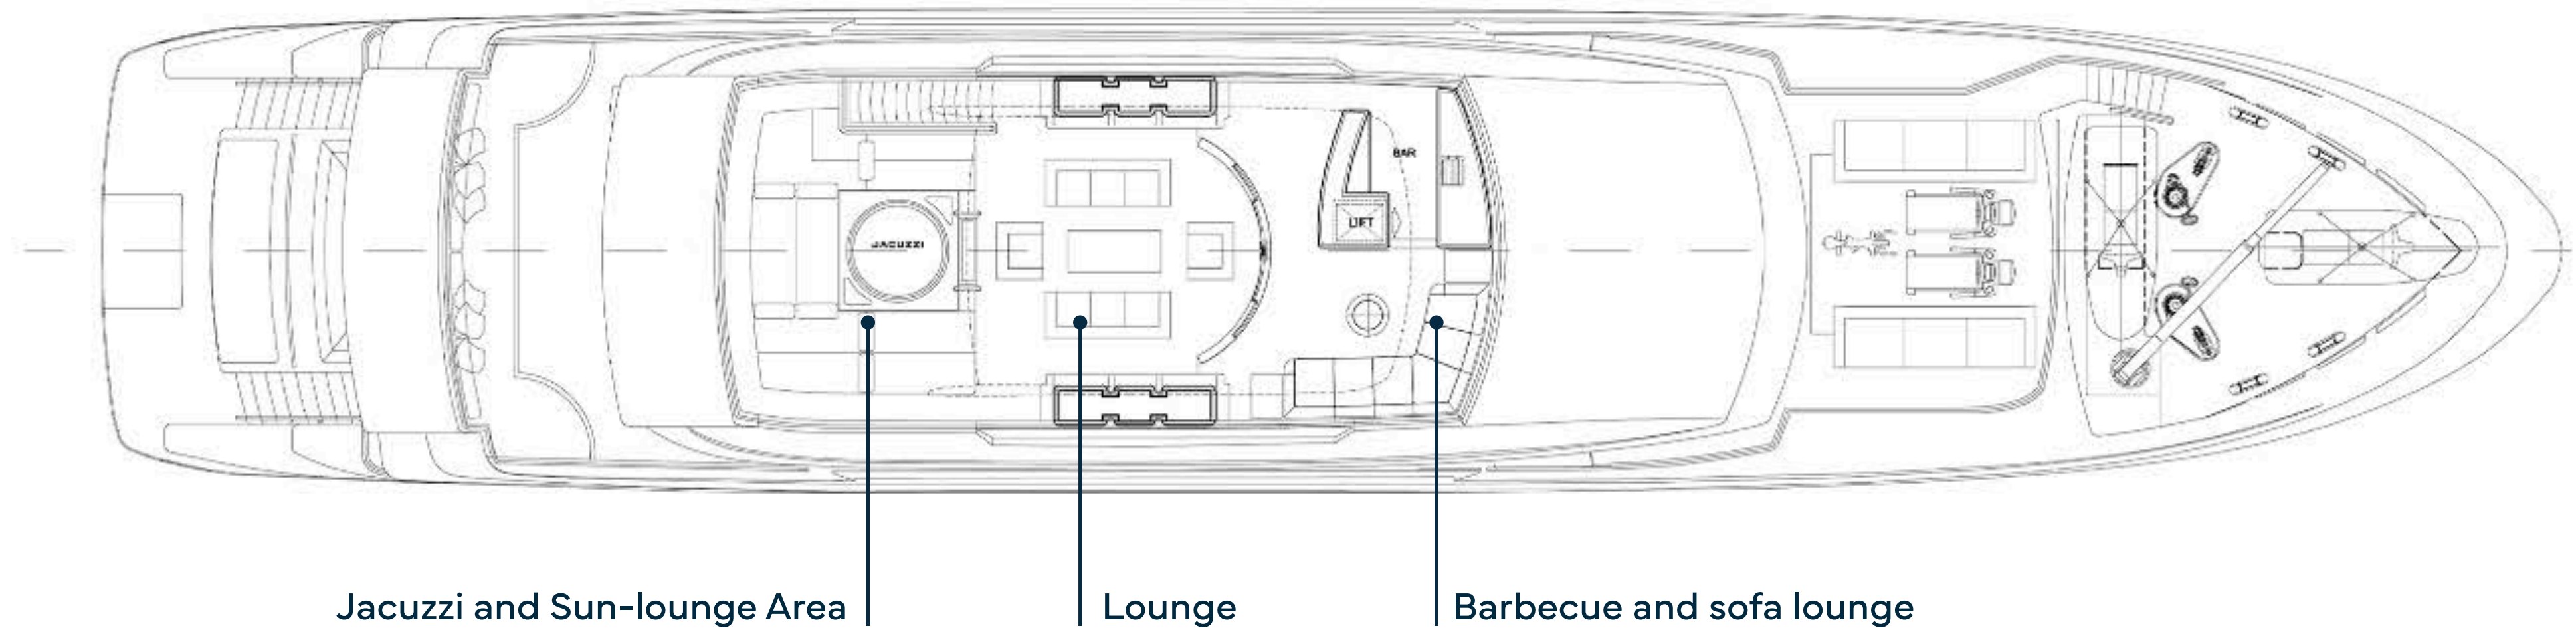 BAR
LIFT
JACUZZI
Jacuzzi and Sun-lounge Area
Lounge
Barbecue and sofa lounge